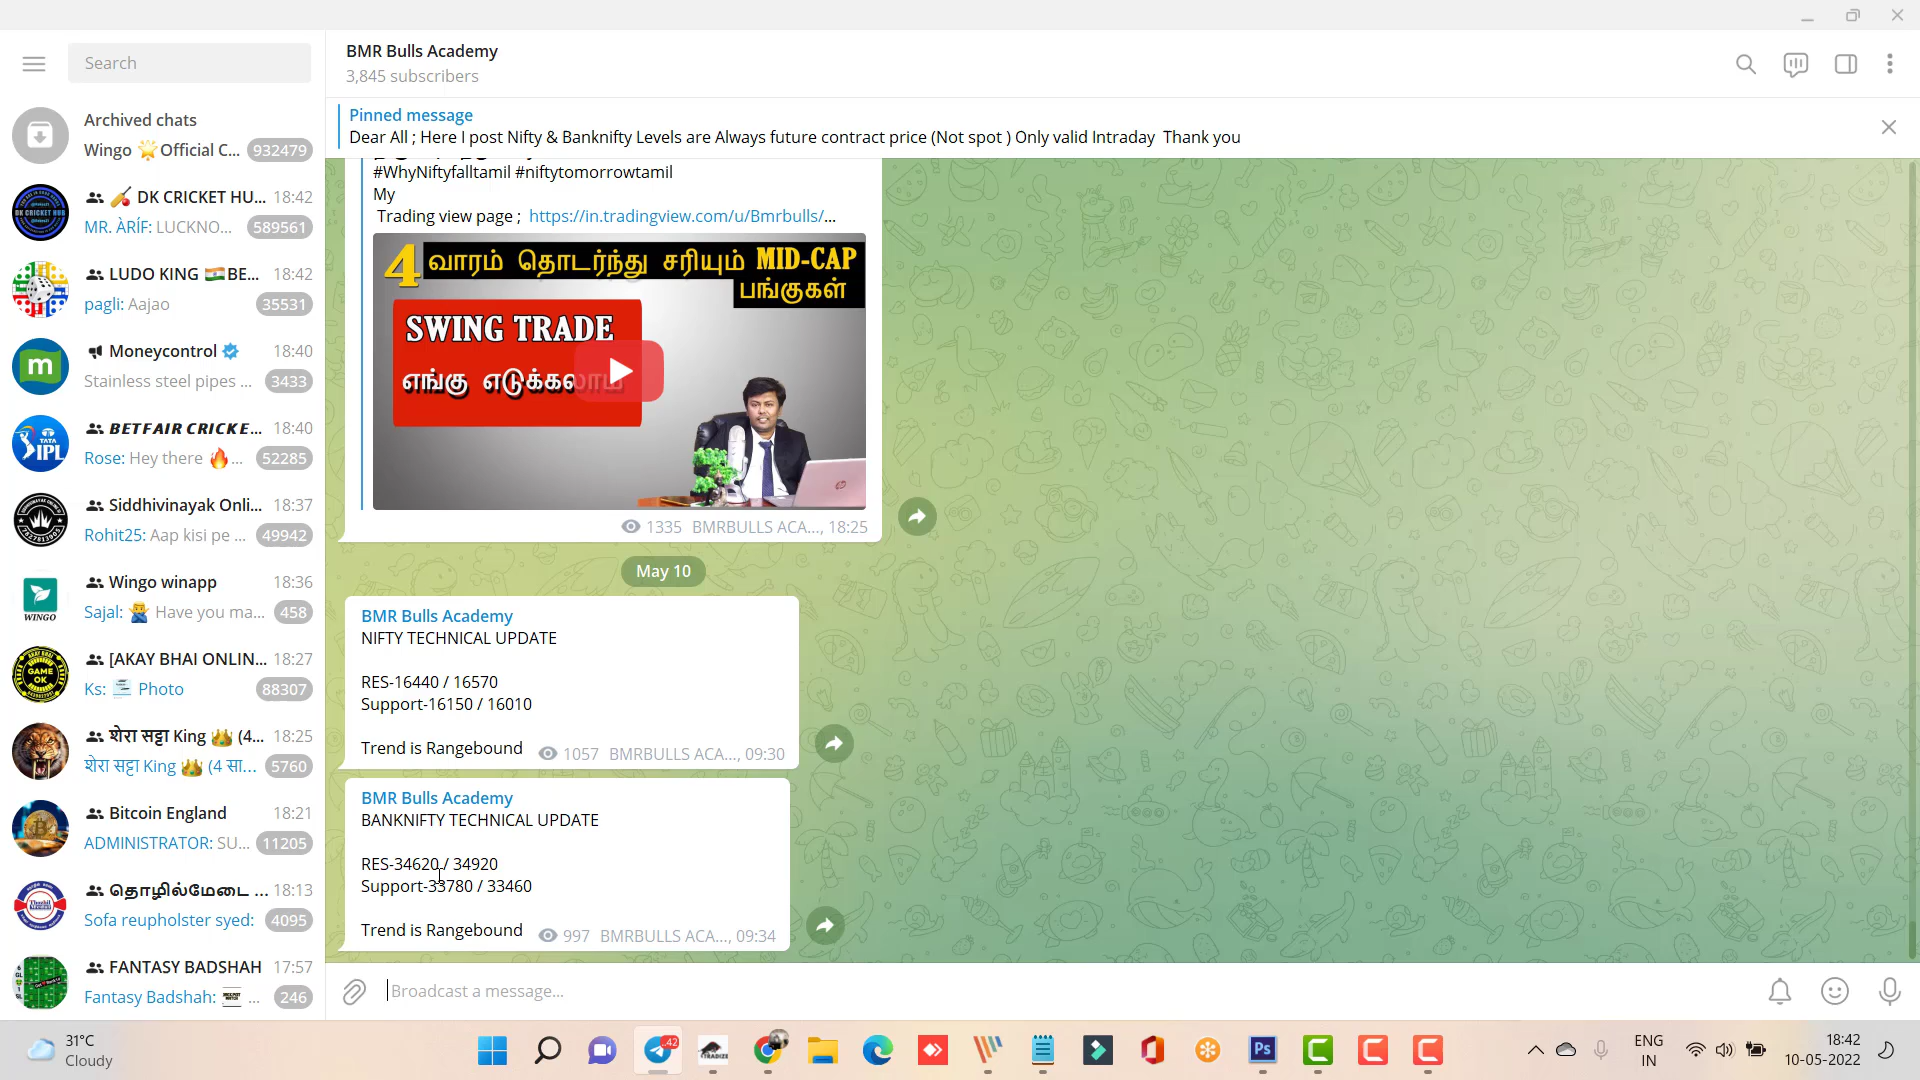 Search
Archived chats
Wingo 🌟Official C... 932479
🏏 DK CRICKET HU... 18:42
MR. ÀRÍF: LUCKNO... 589561
LUDO KING 🇮🇳BE... 18:42
pagli: Aajao 35531
m
Moneycontrol 18:40
Stainless steel pipes ... 3433
TATA
IPL
BETFAIR CRICKE... 18:40
Rose: Hey there 🔥... 52285
Siddhivinayak Onli... 18:37
Rohit25: Aap kisi pe ... 49942
WINGO
Wingo winapp 18:36
Sajal: 🙅‍♂️ Have you ma... 458
GAME
OK
[AKAY BHAI ONLIN... 18:27
Ks: Photo 88307
शेरा सट्टा King 👑 (4... 18:25
शेरा सट्टा King 👑 (4 सा... 5760
Bitcoin England 18:21
ADMINISTRATOR: SU... 11205
தொழில்மேடை ... 18:13
Sofa reupholster syed: 4095
FANTASY BADSHAH 17:57
Fantasy Badshah: ... 246
BMR Bulls Academy
3,845 subscribers
Pinned message
Dear All ; Here I post Nifty & Banknifty Levels are Always future contract price (Not spot ) Only valid Intraday  Thank you
#WhyNiftyfalltamil #niftytomorrowtamil
My
Trading view page ;  https://in.tradingview.com/u/Bmrbulls/...
4 வாரம் தொடர்ந்து சரியும் MID-CAP
பங்குகள்
SWING TRADE
எங்கு எடுக்கலாம்
1335 BMRBULLS ACA..., 18:25
May 10
BMR Bulls Academy
NIFTY TECHNICAL UPDATE
RES-16440 / 16570
Support-16150 / 16010
Trend is Rangebound 1057 BMRBULLS ACA..., 09:30
BMR Bulls Academy
BANKNIFTY TECHNICAL UPDATE
RES-34620 / 34920
Support-33780 / 33460
Trend is Rangebound 997 BMRBULLS ACA..., 09:34
Broadcast a message...
31°C
Cloudy
..42
TRADIZE
Ps
ENG
IN
18:42
10-05-2022